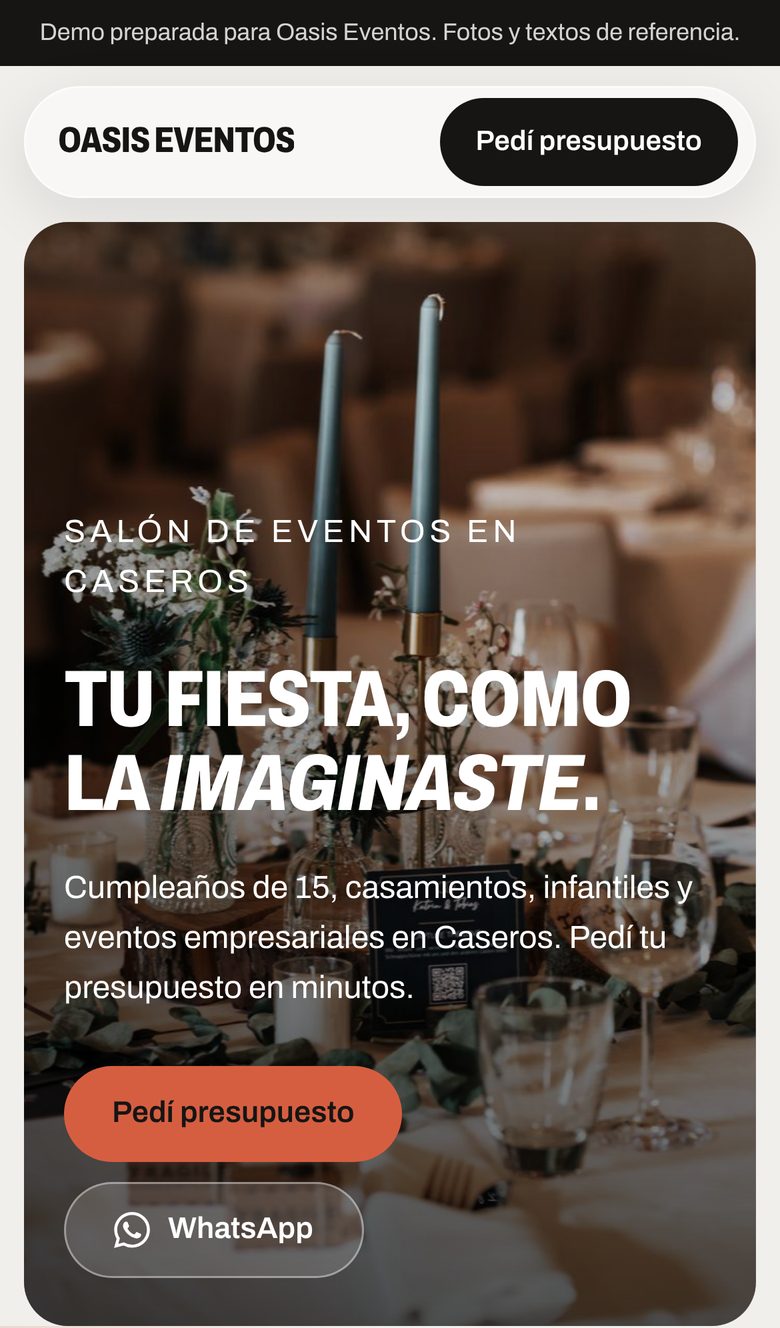 Demo preparada para Oasis Eventos. Fotos y textos de referencia.
OASIS EVENTOS
Pedí presupuesto
SALÓN DE EVENTOS EN
CASEROS
TU FIESTA, COMO
LA IMAGINASTE.
Cumpleaños de 15, casamientos, infantiles y
eventos empresariales en Caseros. Pedí tu
presupuesto en minutos.
Pedí presupuesto
WhatsApp